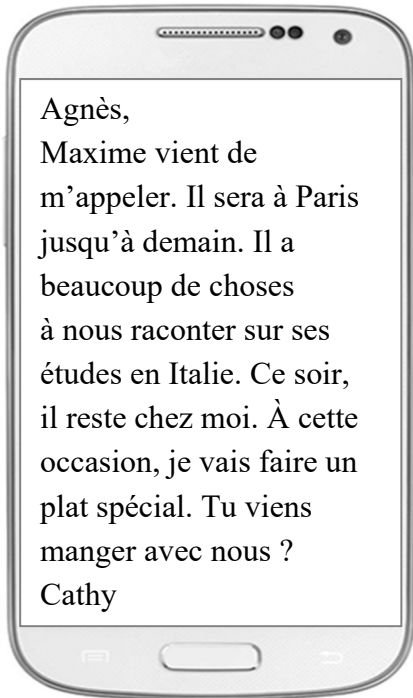 Agnès,
Maxime vient de
m’appeler. Il sera à Paris
jusqu’à demain. Il a
beaucoup de choses
à nous raconter sur ses
études en Italie. Ce soir,
il reste chez moi. À cette
occasion, je vais faire un
plat spécial. Tu viens
manger avec nous ?
Cathy